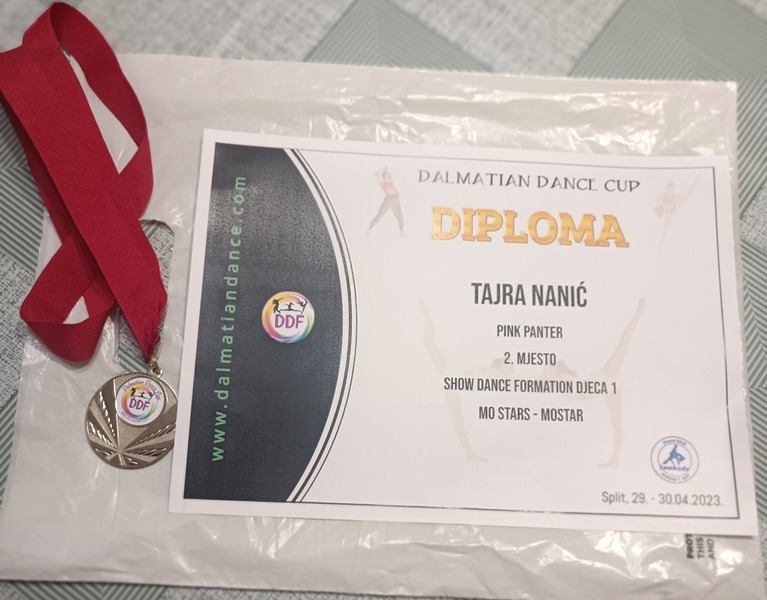 DALMATIAN DANCE CUP
DIPLOMA
TAJRA NANIĆ
PINK PANTER
2. MJESTO
SHOW DANCE FORMATION DJECA 1
MO STARS - MOSTAR
Split, 29. - 30.04.2023.
www.dalmatiandance.com
DDF
DDF